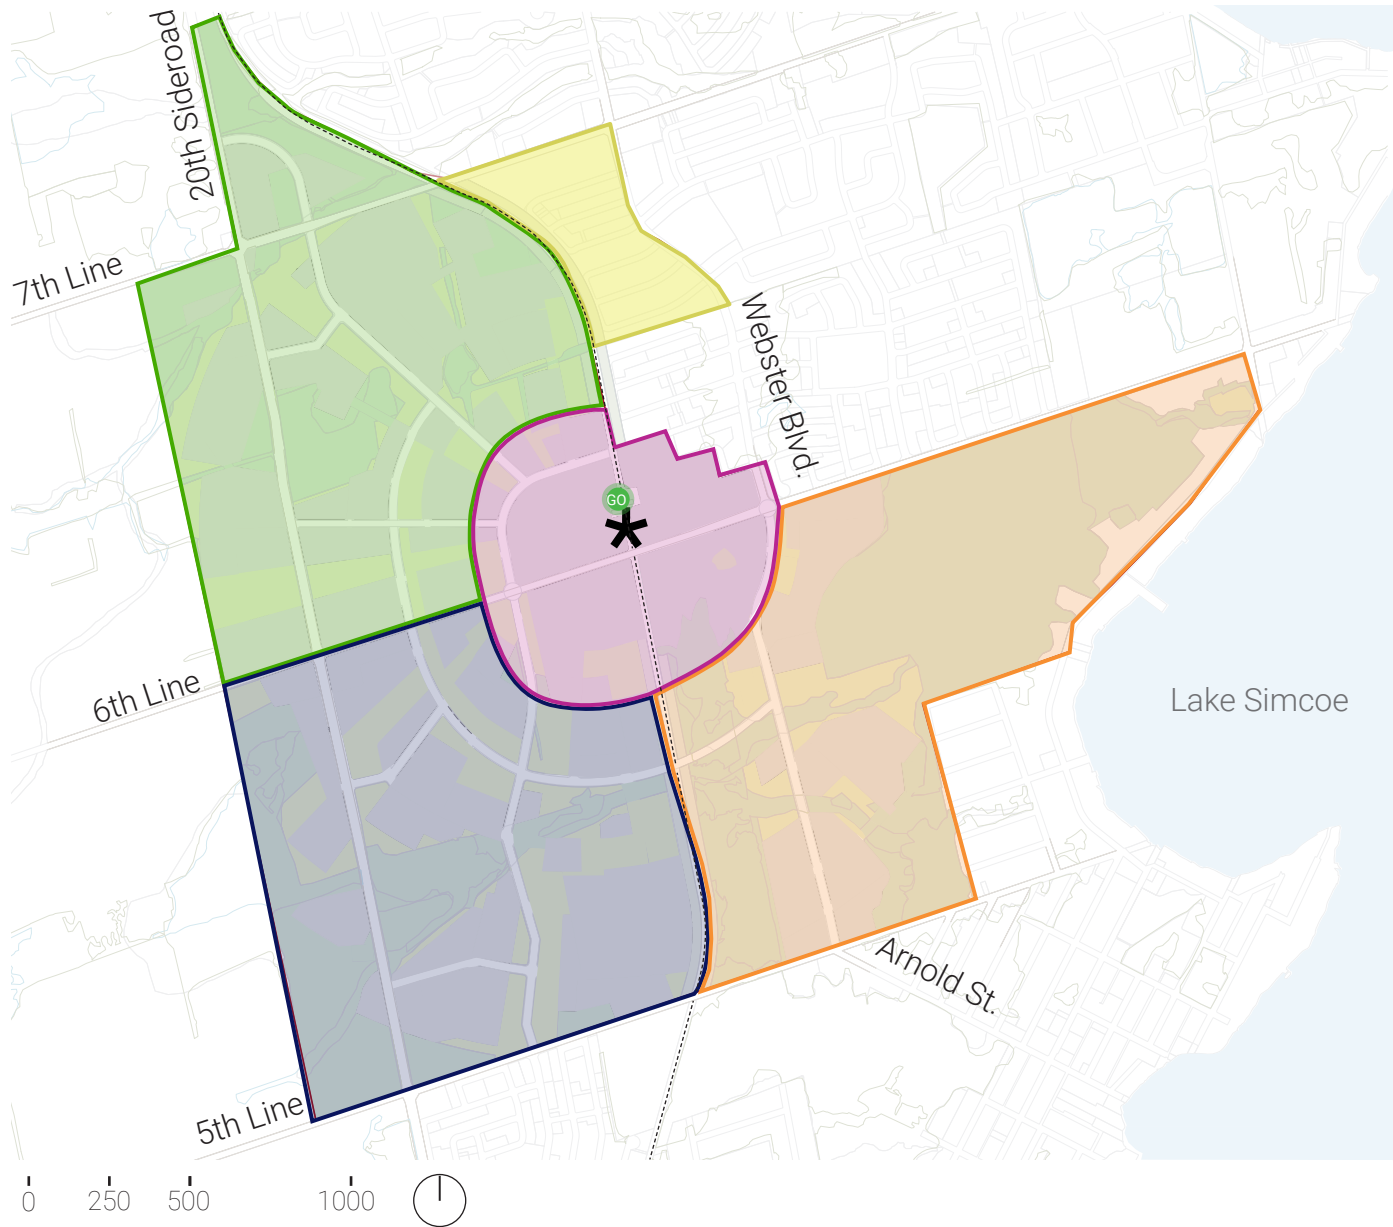 20th Sideroad
7th Line
Webster Blvd.
GO
6th Line
Lake Simcoe
Arnold St.
5th Line
0 250 500 1000